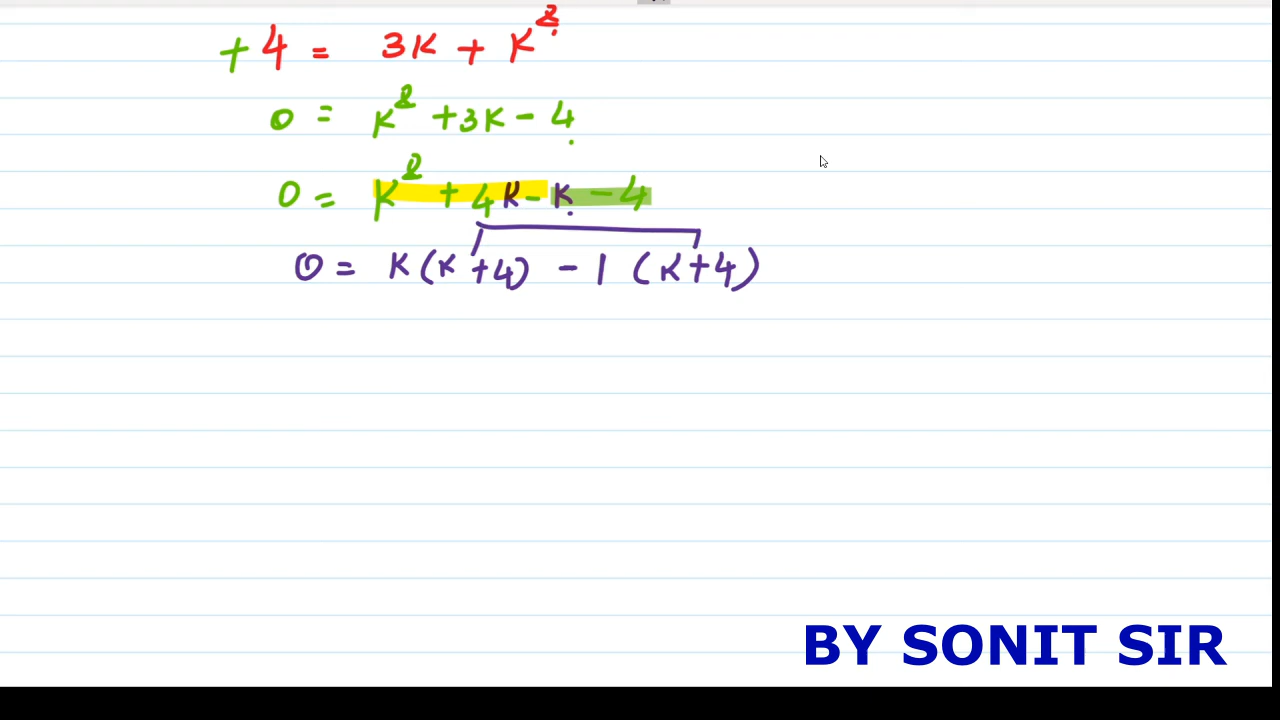 +4 = 3K + K²
0 = K² +3K - 4
0 = K² + 4K - K - 4
0 = K(K+4) - 1 (K+4)
BY SONIT SIR